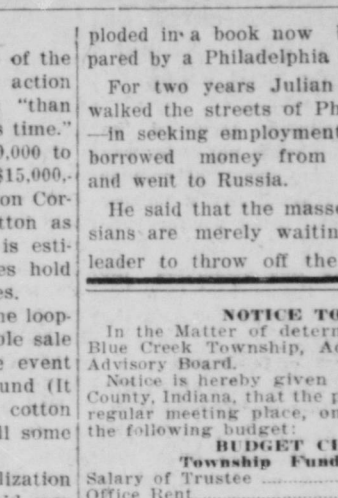 of the
action
"than
time."
0,000 to
$15,000,-
on Cor-
tton as
is esti-
es hold
es.
he loop-
ble sale
e event
und (It
cotton
ll some
lization
ploded in a book now
pared by a Philadelphia
For two years Julian
walked the streets of Ph
—in seeking employment
borrowed money from
and went to Russia.
He said that the masse
sians are merely waitin
leader to throw off the
NOTICE TO
In the Matter of determ
Blue Creek Township, Ad
Advisory Board.
Notice is hereby given
County, Indiana, that the p
regular meeting place, on
the following budget:
BUDGET CL
Township Fund
Salary of Trustee
Office Rent